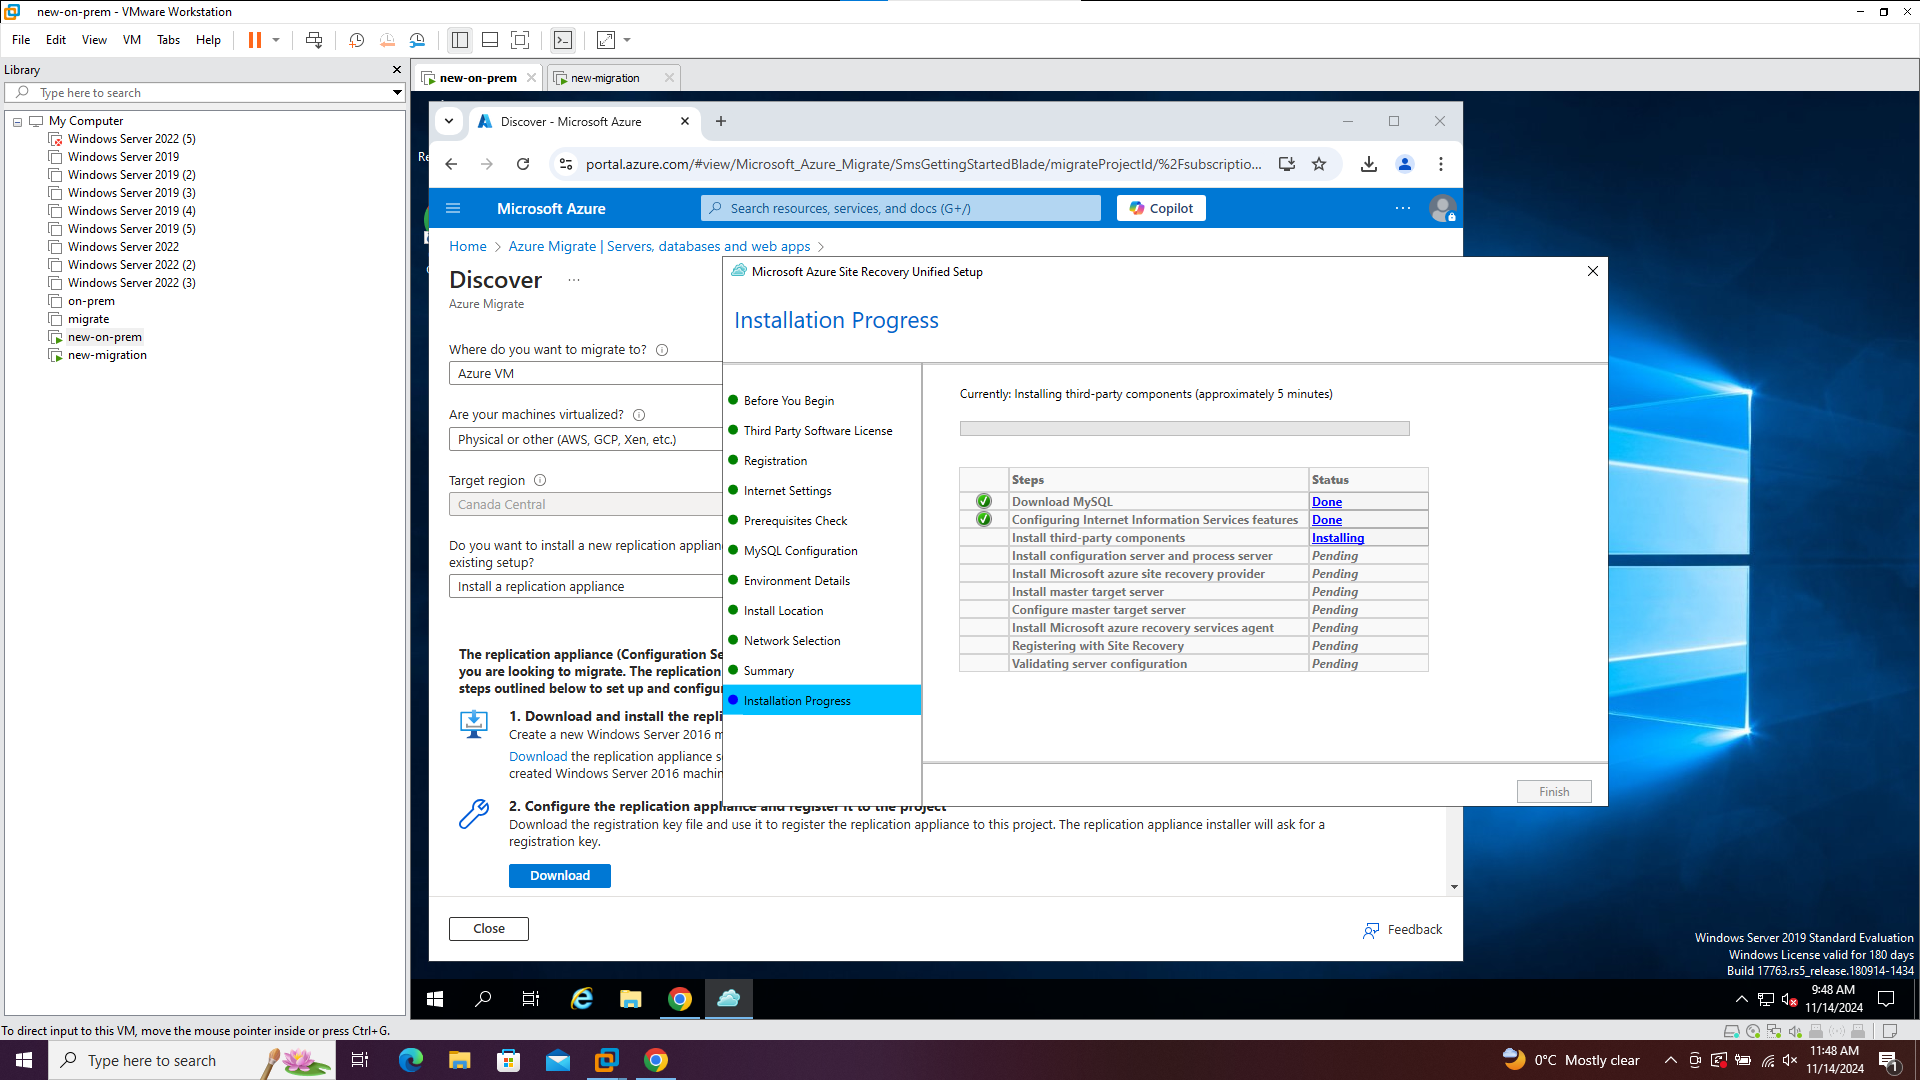 new-on-prem - VMware Workstation
File Edit View VM Tabs Help
Library
Type here to search
My Computer
Windows Server 2022 (5)
Windows Server 2019
Windows Server 2019 (2)
Windows Server 2019 (3)
Windows Server 2019 (4)
Windows Server 2019 (5)
Windows Server 2022
Windows Server 2022 (2)
Windows Server 2022 (3)
on-prem
migrate
new-on-prem
new-migration
new-on-prem
new-migration
Discover - Microsoft Azure
portal.azure.com/#view/Microsoft_Azure_Migrate/SmsGettingStartedBlade/migrateProjectId/%2Fsubscriptio...
Microsoft Azure
Search resources, services, and docs (G+/)
Copilot
Home > Azure Migrate | Servers, databases and web apps >
Discover ...
Azure Migrate
Where do you want to migrate to?
Azure VM
Are your machines virtualized?
Physical or other (AWS, GCP, Xen, etc.)
Target region
Canada Central
Do you want to install a new replication applian
existing setup?
Install a replication appliance
The replication appliance (Configuration Se
you are looking to migrate. The replication
steps outlined below to set up and configu
1. Download and install the repli
Create a new Windows Server 2016 m
Download the replication appliance s
created Windows Server 2016 machin
2. Configure the replication appliance and register it to the project
Download the registration key file and use it to register the replication appliance to this project. The replication appliance installer will ask for a
registration key.
Download
Close
Feedback
Microsoft Azure Site Recovery Unified Setup
Installation Progress
Before You Begin
Third Party Software License
Registration
Internet Settings
Prerequisites Check
MySQL Configuration
Environment Details
Install Location
Network Selection
Summary
Installation Progress
Currently: Installing third-party components (approximately 5 minutes)
Steps Status
Download MySQL Done
Configuring Internet Information Services features Done
Install third-party components Installing
Install configuration server and process server Pending
Install Microsoft azure site recovery provider Pending
Install master target server Pending
Configure master target server Pending
Install Microsoft azure recovery services agent Pending
Registering with Site Recovery Pending
Validating server configuration Pending
Finish
Windows Server 2019 Standard Evaluation
Windows License valid for 180 days
Build 17763.rs5_release.180914-1434
9:48 AM
11/14/2024
To direct input to this VM, move the mouse pointer inside or press Ctrl+G.
Type here to search
0°C Mostly clear
11:48 AM
11/14/2024
1